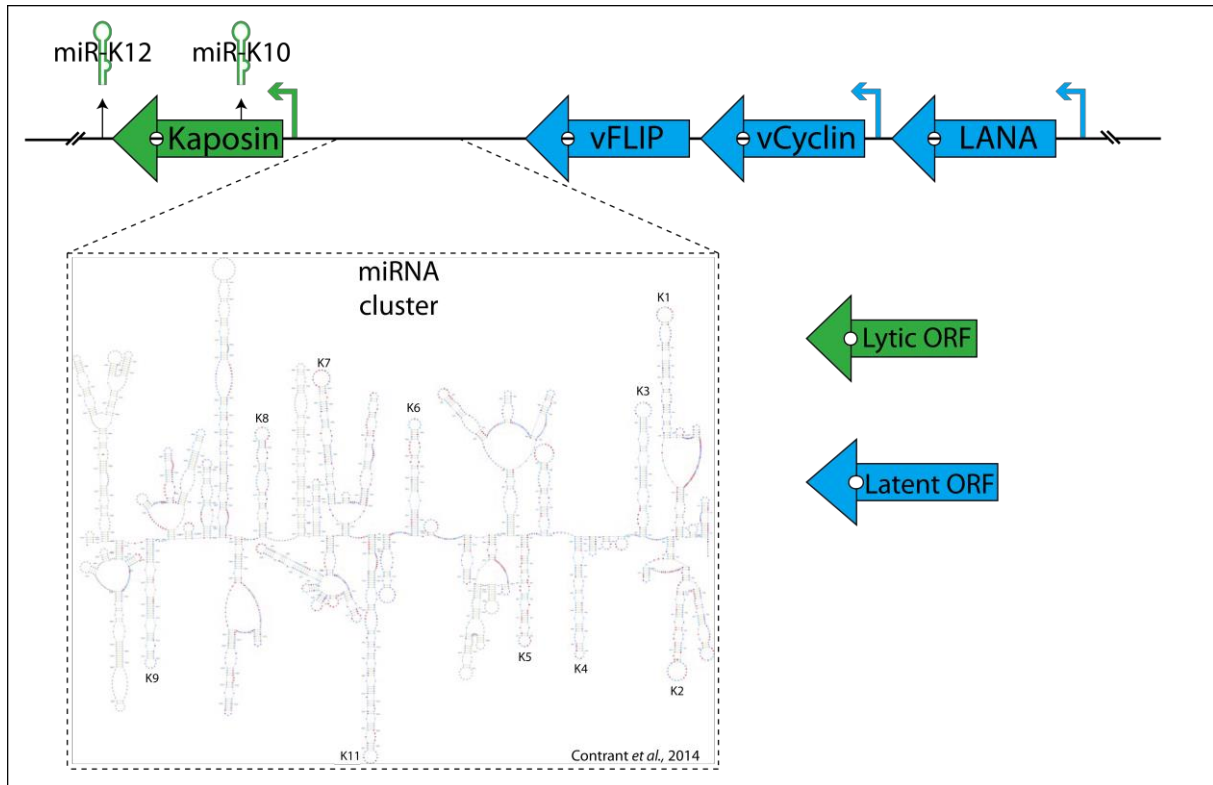 miR-K12
miR-K10
Kaposin
vFLIP
vCyclin
LANA
miRNA
cluster
K1
K7
K3
K8
K6
Lytic ORF
Latent ORF
K5
K4
K9
K2
K11
Contrant et al., 2014